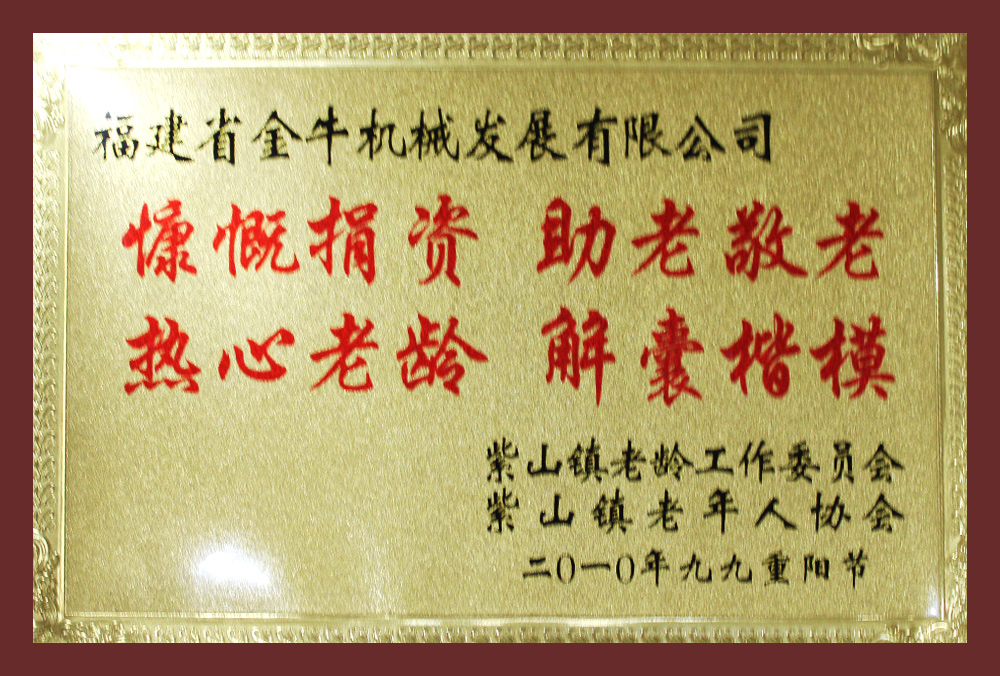 福建省金牛机械发展有限公司
慷慨捐资 助老敬老
热心老龄 解囊楷模
紫山镇老龄工作委员会
紫山镇老年人协会
二〇一〇年九九重阳节